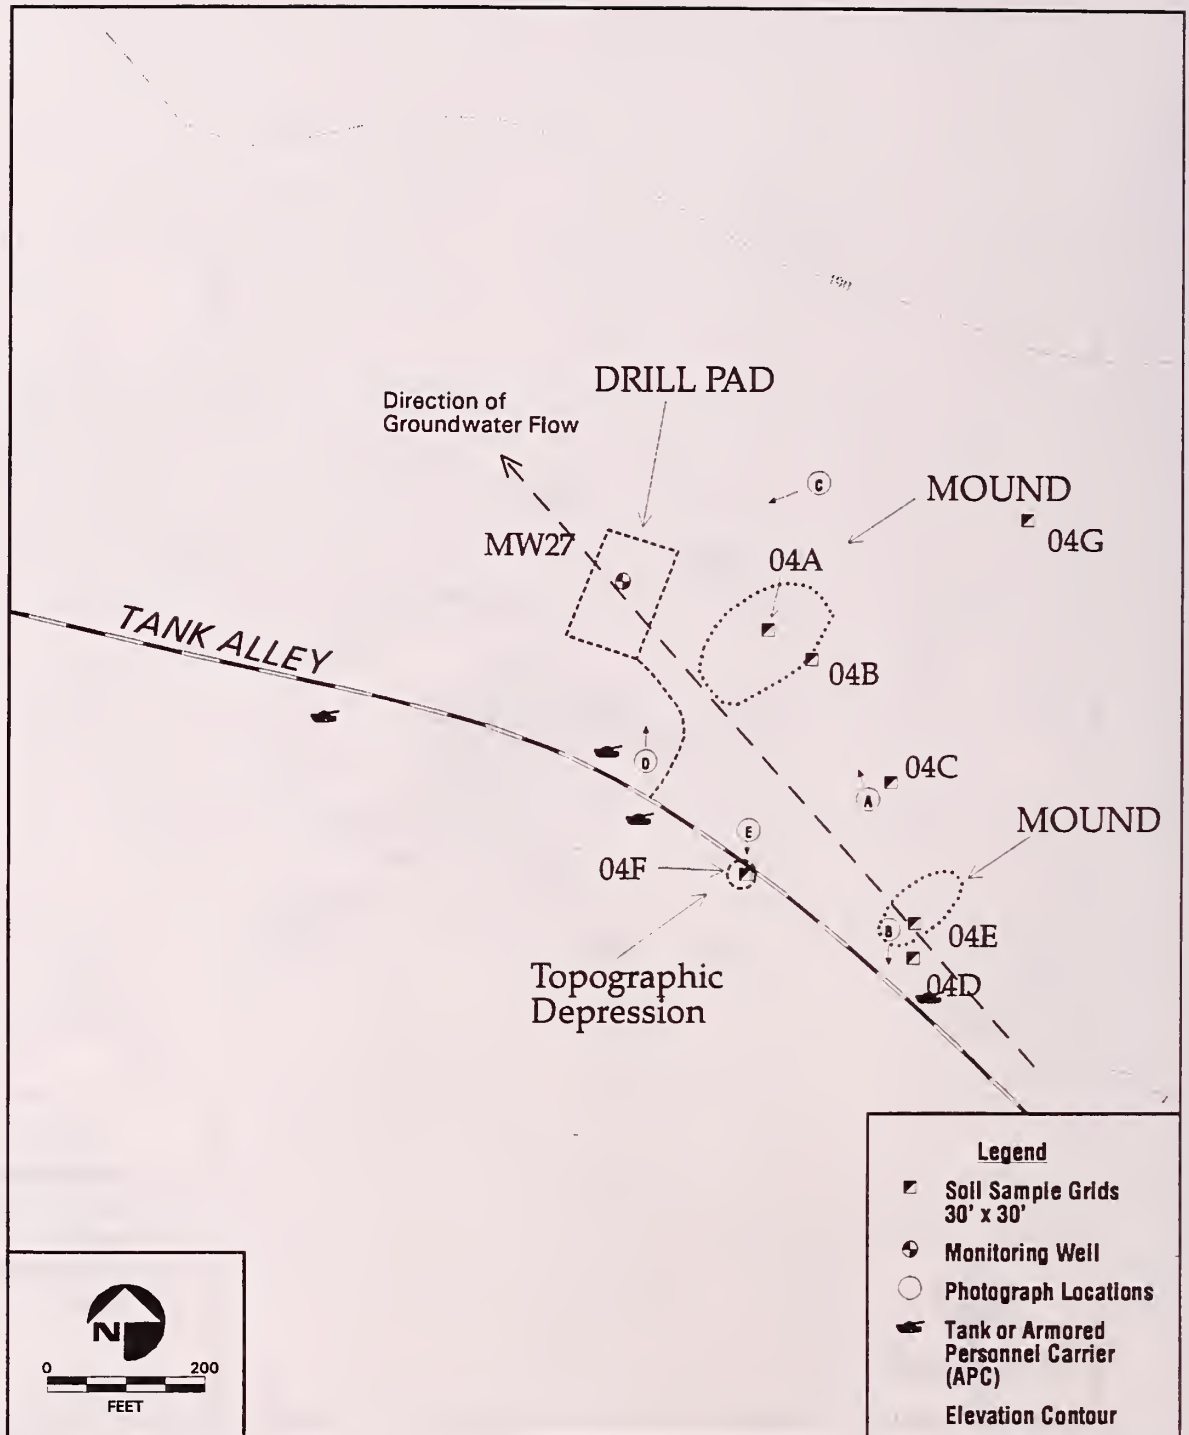 190
DRILL PAD
Direction of
Groundwater Flow
C
MOUND
04G
MW27
04A
TANK ALLEY
04B
D
04C
A
MOUND
E
04F
B
04E
04D
Topographic
Depression
Legend
Soil Sample Grids
30' x 30'
Monitoring Well
Photograph Locations
Tank or Armored
Personnel Carrier
(APC)
Elevation Contour
N
0 200
FEET